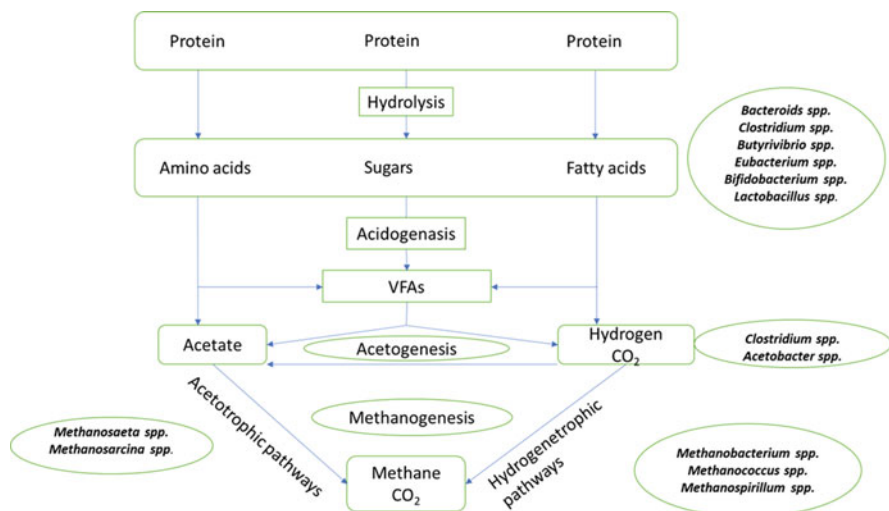 Protein Protein Protein
Hydrolysis
Bacteroids spp.
Clostridium spp.
Butyrivibrio spp.
Eubacterium spp.
Bifidobacterium spp.
Lactobacillus spp.
Amino acids Sugars Fatty acids
Acidogenasis
VFAs
Acetate
Acetogenesis
Hydrogen
CO₂
Clostridium spp.
Acetobacter spp.
Acetotrophic pathways
Methanogenesis
Hydrogenetrophic
pathways
Methanosaeta spp.
Methanosarcina spp.
Methane
CO₂
Methanobacterium spp.
Methanococcus spp.
Methanospirillum spp.